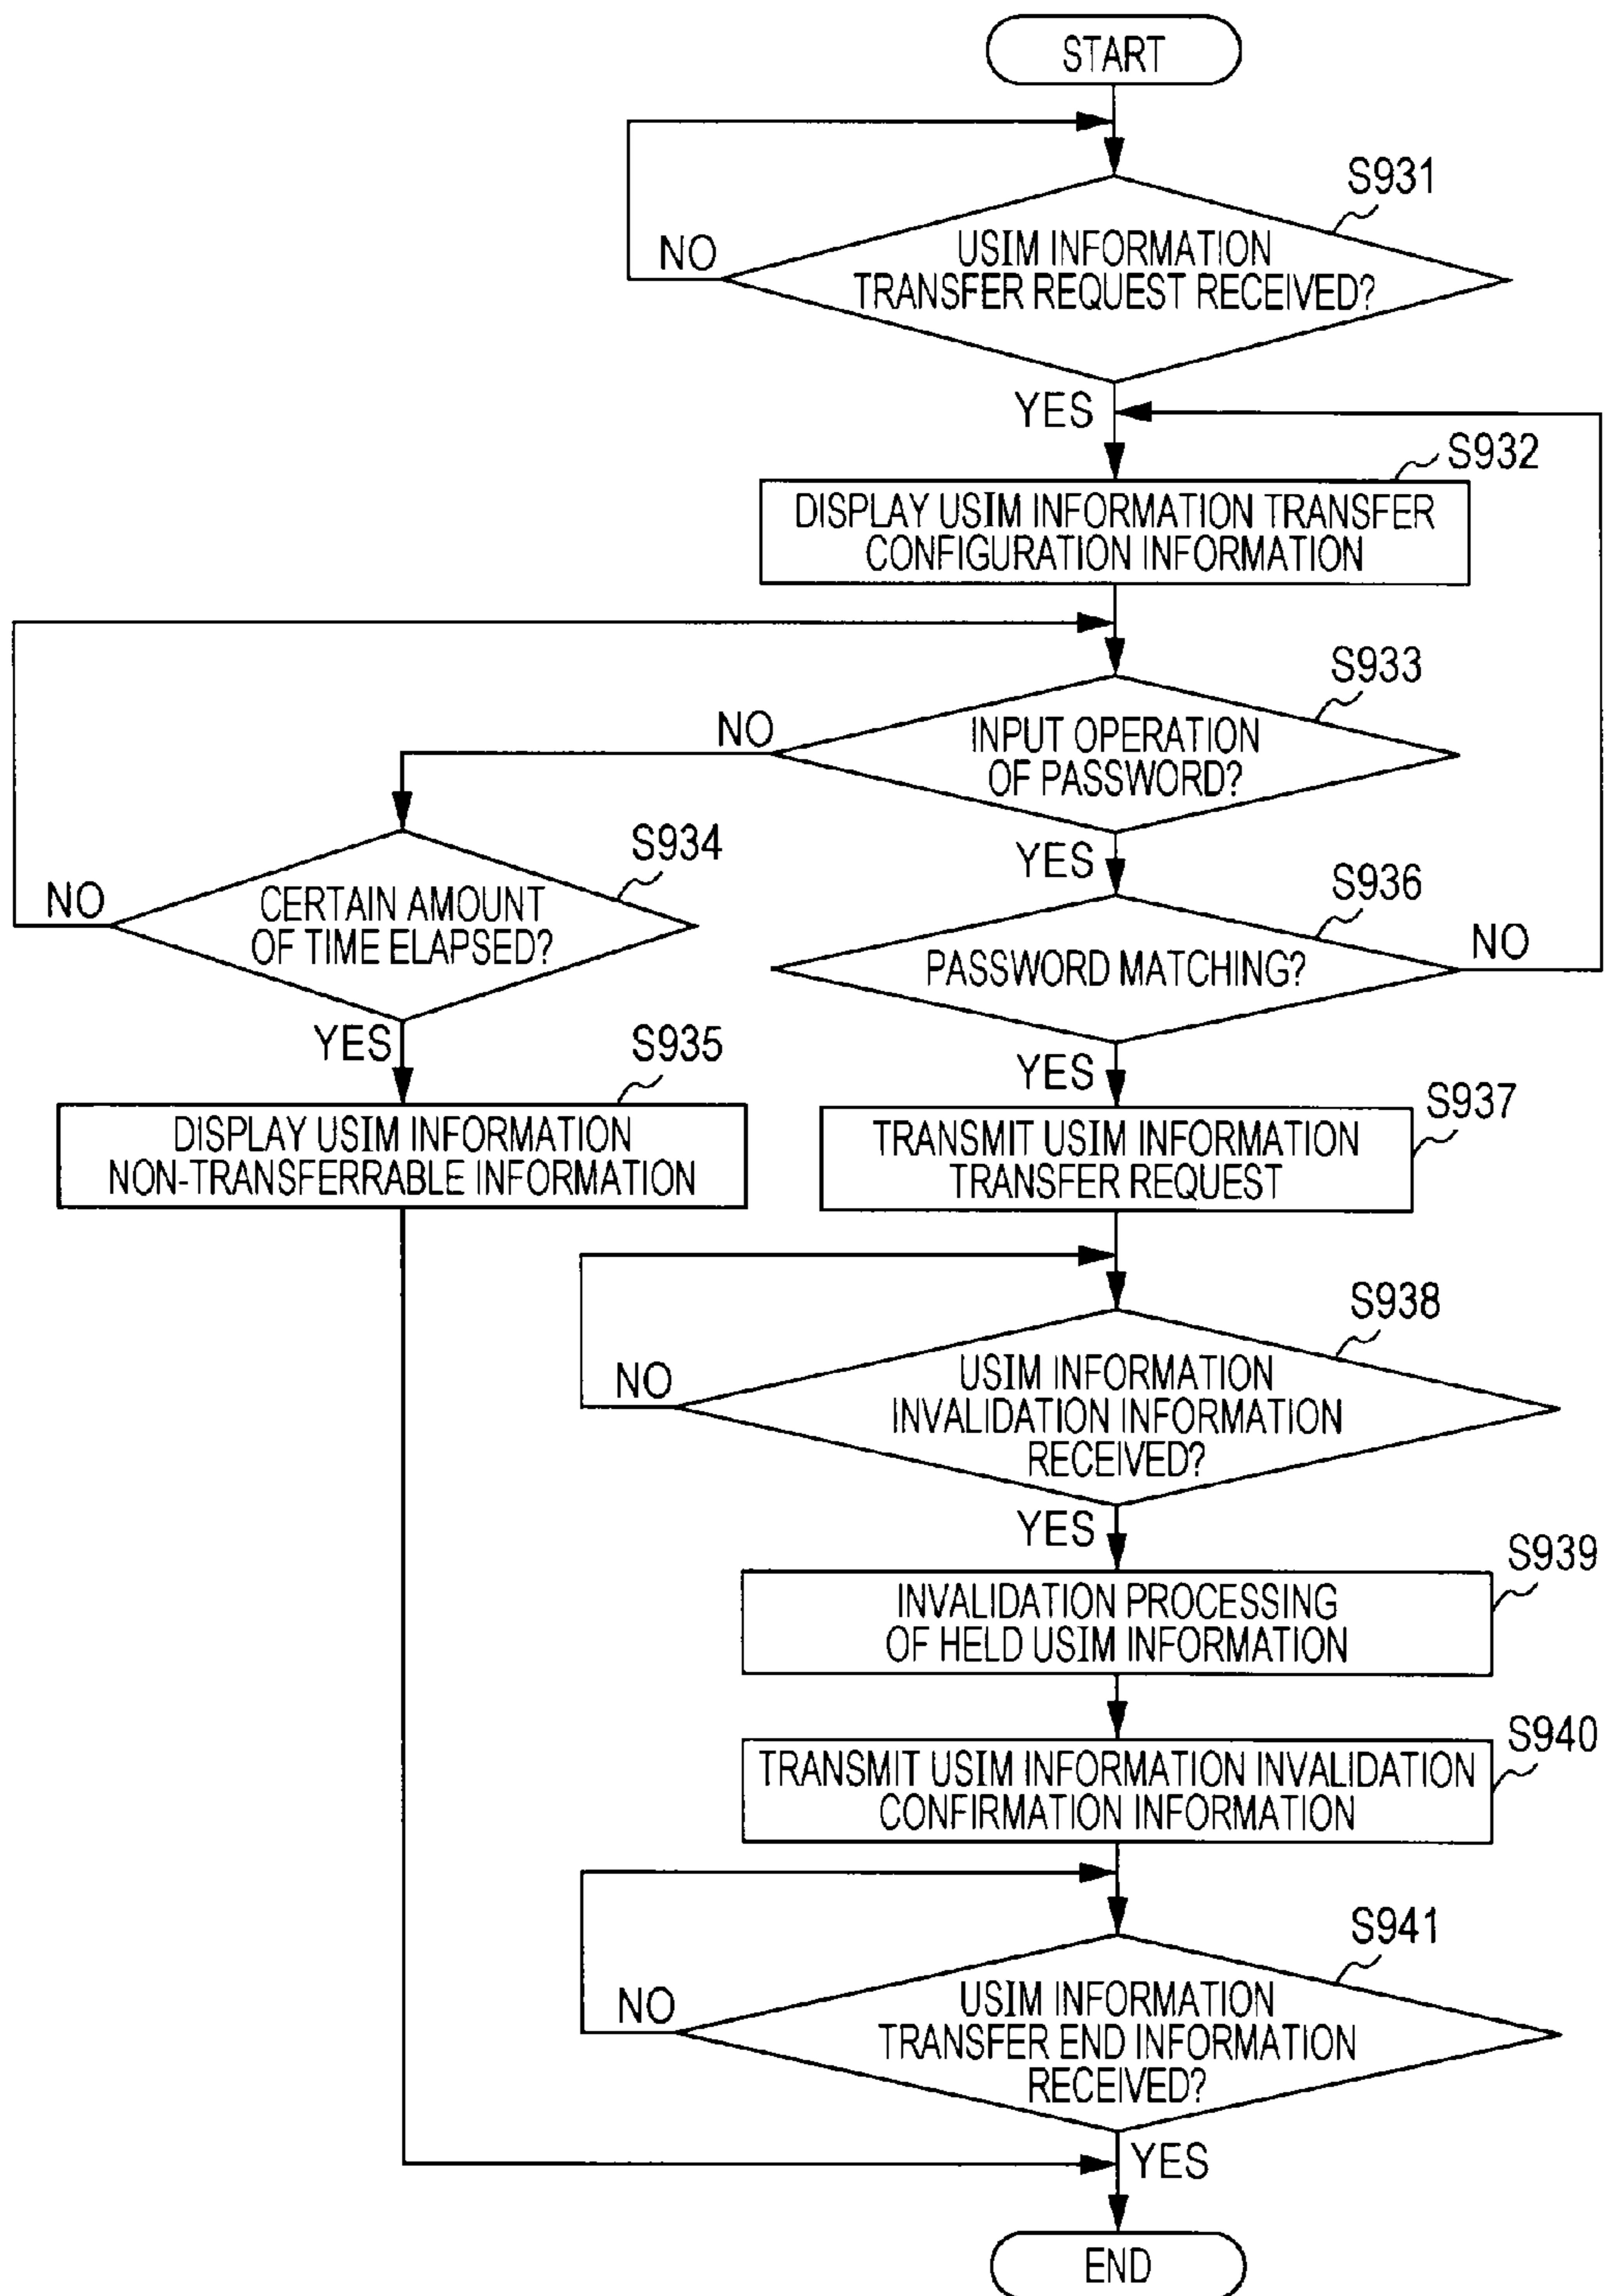 START
S931
USIM INFORMATION
TRANSFER REQUEST RECEIVED?
NO
YES
S932
DISPLAY USIM INFORMATION TRANSFER
CONFIGURATION INFORMATION
S933
INPUT OPERATION
OF PASSWORD?
NO
YES
S934
CERTAIN AMOUNT
OF TIME ELAPSED?
NO
YES
S935
DISPLAY USIM INFORMATION
NON-TRANSFERRABLE INFORMATION
S936
PASSWORD MATCHING?
NO
YES
S937
TRANSMIT USIM INFORMATION
TRANSFER REQUEST
S938
USIM INFORMATION
INVALIDATION INFORMATION
RECEIVED?
NO
YES
S939
INVALIDATION PROCESSING
OF HELD USIM INFORMATION
S940
TRANSMIT USIM INFORMATION INVALIDATION
CONFIRMATION INFORMATION
S941
USIM INFORMATION
TRANSFER END INFORMATION
RECEIVED?
NO
YES
END